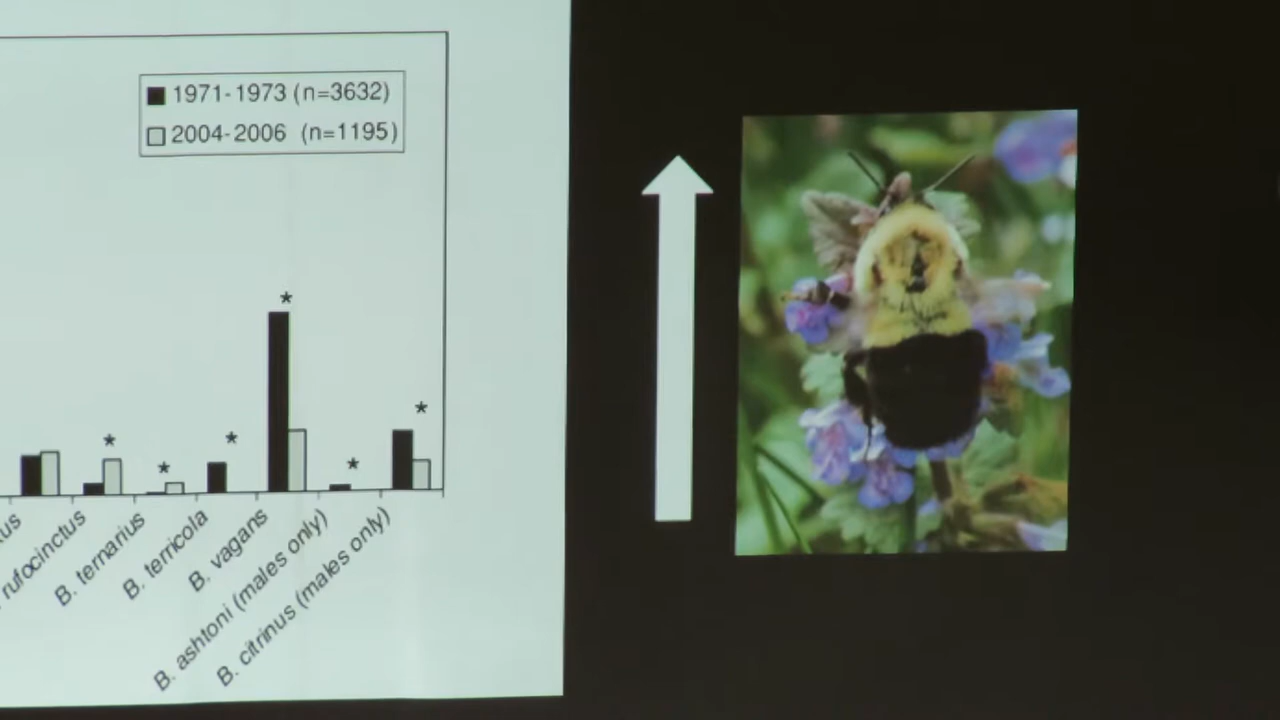 1971-1973 (n=3632)
2004-2006 (n=1195)
*
*
*
*
*
*
rufocinctus
B. ternarius
B. terricola
B. vagans
B. ashtoni (males only)
B. citrinus (males only)